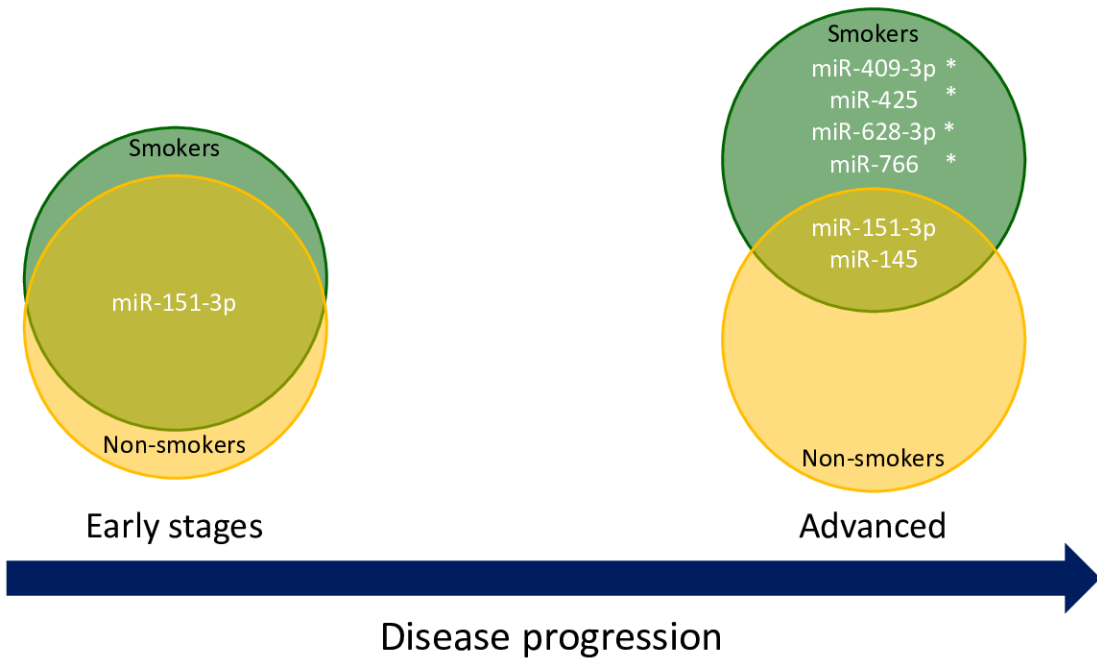 Smokers
miR-151-3p
Non-smokers
Early stages
Smokers
miR-409-3p *
miR-425 *
miR-628-3p *
miR-766 *
miR-151-3p
miR-145
Non-smokers
Advanced
Disease progression